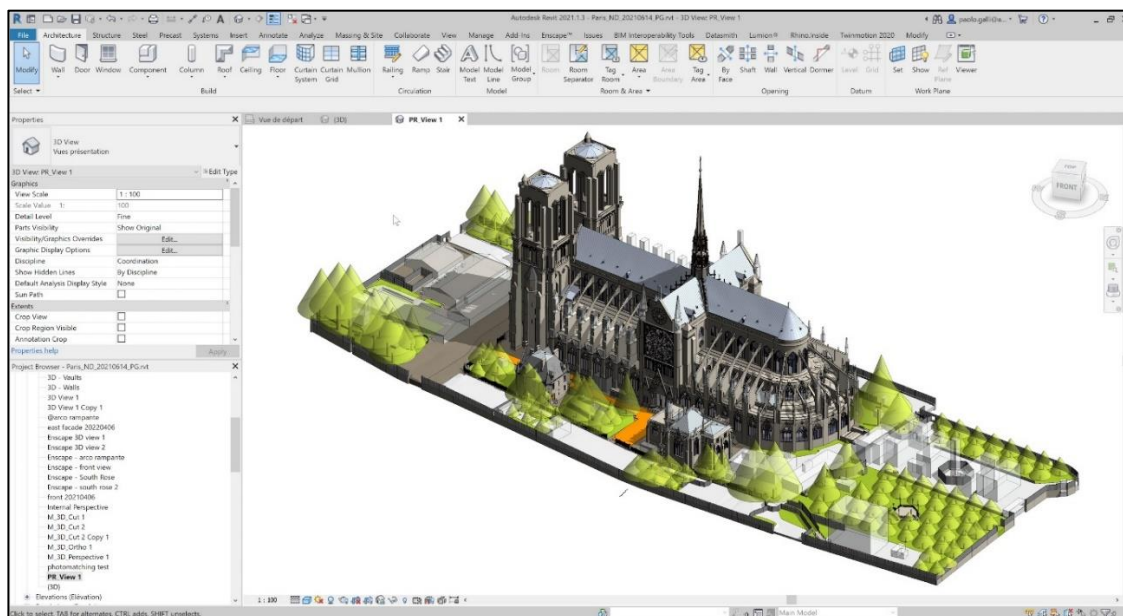 Autodesk Revit 2021.1.3 - Paris_ND_20210614_PG.rvt - 3D View: PR_View 1
paolo.galli@a...
File Architecture Structure Steel Precast Systems Insert Annotate Analyze Massing & Site Collaborate View Manage Add-Ins Enscape™ Issues BIM Interoperability Tools Datasmith Lumion® Rhino.Inside Twinmotion 2020 Modify
Modify Wall Door Window Component Column Roof Ceiling Floor Curtain System Curtain Grid Mullion Railing Ramp Stair Model Text Model Line Model Group Room Room Separator Tag Room Area Area Boundary Tag Area By Face Shaft Wall Vertical Dormer Level Grid Set Show Ref Plane Viewer
Select Build Circulation Model Room & Area Opening Datum Work Plane
Properties
Vue de départ (3D) PR_View 1
3D View
Vues présentation
3D View: PR_View 1 Edit Type
Graphics
View Scale 1 : 100
Scale Value 1: 100
Detail Level Fine
Parts Visibility Show Original
Visibility/Graphics Overrides Edit...
Graphic Display Options Edit...
Discipline Coordination
Show Hidden Lines By Discipline
Default Analysis Display Style None
Sun Path
Extents
Crop View
Crop Region Visible
Annotation Crop
Properties help Apply
Project Browser - Paris_ND_20210614_PG.rvt
3D - Vaults
3D - Walls
3D View 1
3D View 1 Copy 1
@arco rampante
east facade 20220406
Enscape 3D view 1
Enscape 3D view 2
Enscape - arco rampante
Enscape - front view
Enscape - South Rose
Enscape - south rose 2
front 20210406
Internal Perspective
M_3D_Cut 1
M_3D_Cut 2
M_3D_Cut 2 Copy 1
M_3D_Ortho 1
M_3D_Perspective 1
photomatching test
PR_View 1
(3D)
Elevations (Elévation)
FRONT
1 : 100
Click to select, TAB for alternates, CTRL adds, SHIFT unselects.
Main Model